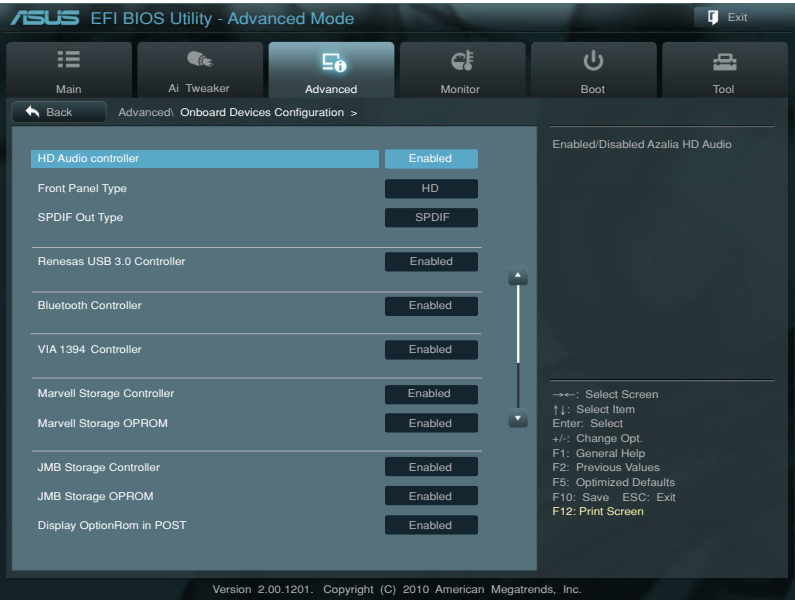 ASUS EFI BIOS Utility - Advanced Mode
Exit
Main
Ai Tweaker
Advanced
Monitor
Boot
Tool
Back
Advanced\ Onboard Devices Configuration >
HD Audio controller Enabled
Front Panel Type HD
SPDIF Out Type SPDIF
Renesas USB 3.0 Controller Enabled
Bluetooth Controller Enabled
VIA 1394 Controller Enabled
Marvell Storage Controller Enabled
Marvell Storage OPROM Enabled
JMB Storage Controller Enabled
JMB Storage OPROM Enabled
Display OptionRom in POST Enabled
Enabled/Disabled Azalia HD Audio
→←: Select Screen
↑↓: Select Item
Enter: Select
+/-: Change Opt.
F1: General Help
F2: Previous Values
F5: Optimized Defaults
F10: Save ESC: Exit
F12: Print Screen
Version 2.00.1201. Copyright (C) 2010 American Megatrends, Inc.